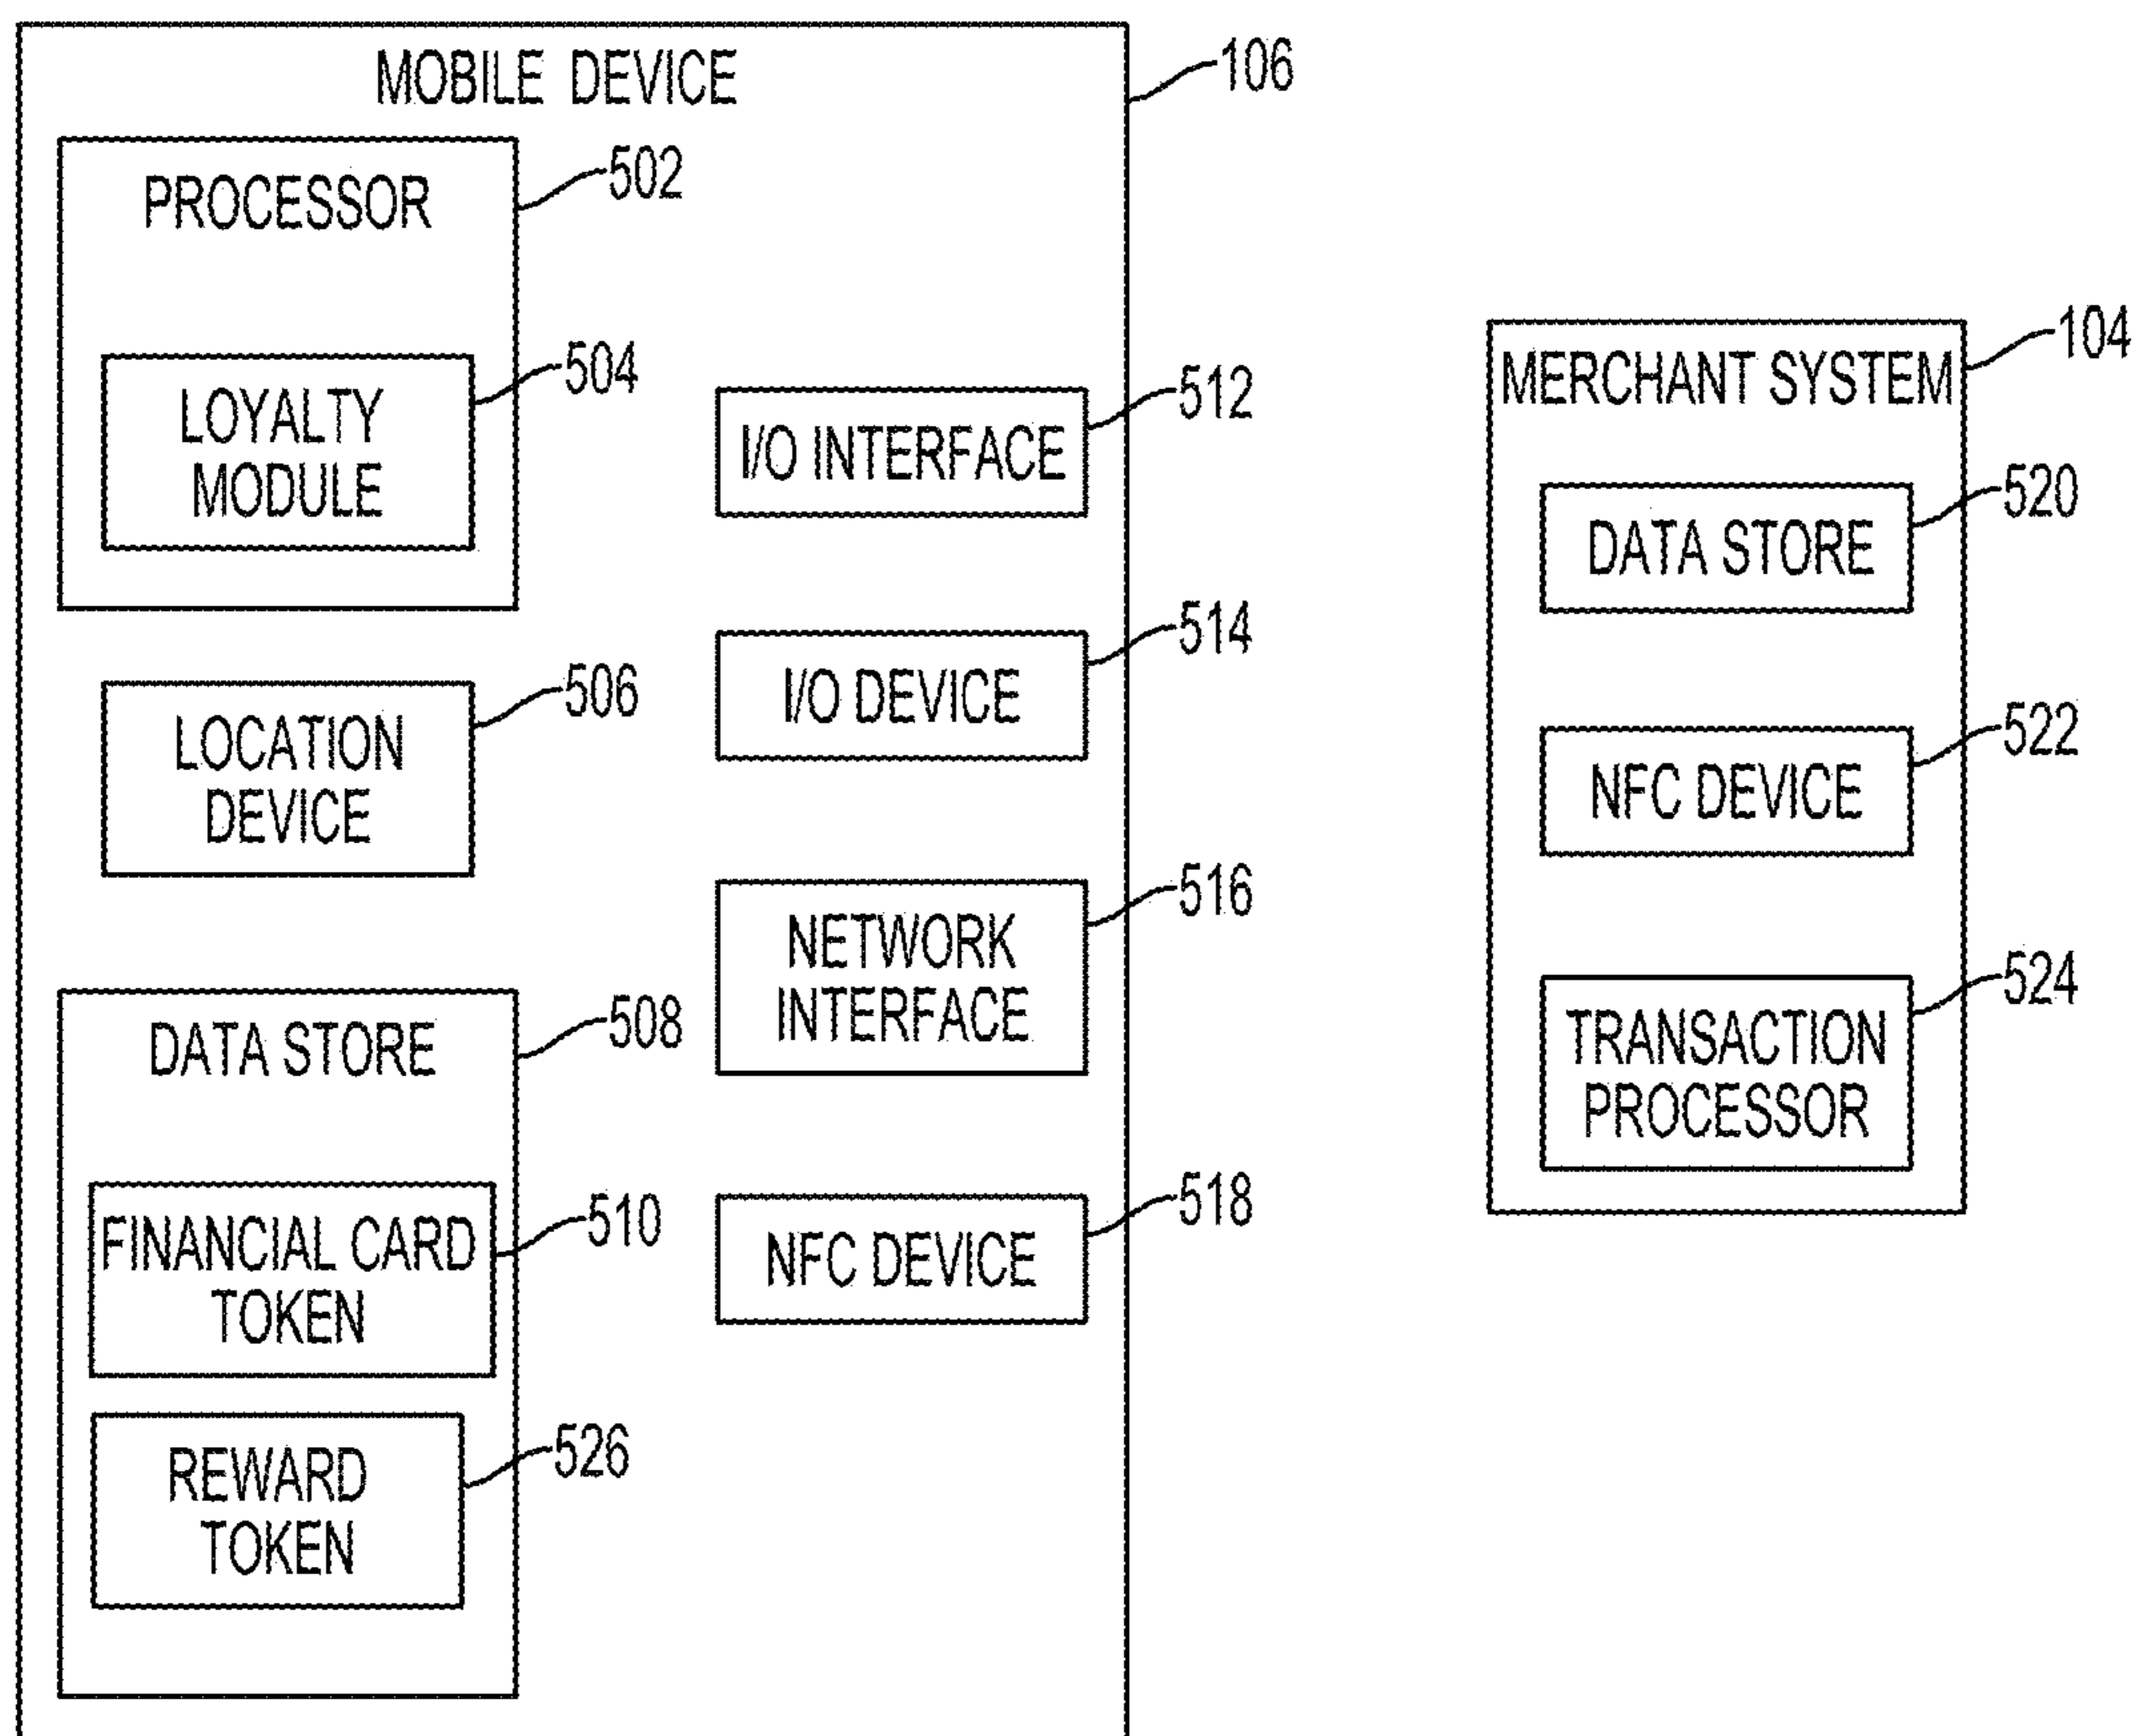 MOBILE DEVICE
106
PROCESSOR
502
LOYALTY
MODULE
504
LOCATION
DEVICE
506
DATA STORE
508
FINANCIAL CARD
TOKEN
510
REWARD
TOKEN
526
I/O INTERFACE
512
I/O DEVICE
514
NETWORK
INTERFACE
516
NFC DEVICE
518
MERCHANT SYSTEM
104
DATA STORE
520
NFC DEVICE
522
TRANSACTION
PROCESSOR
524